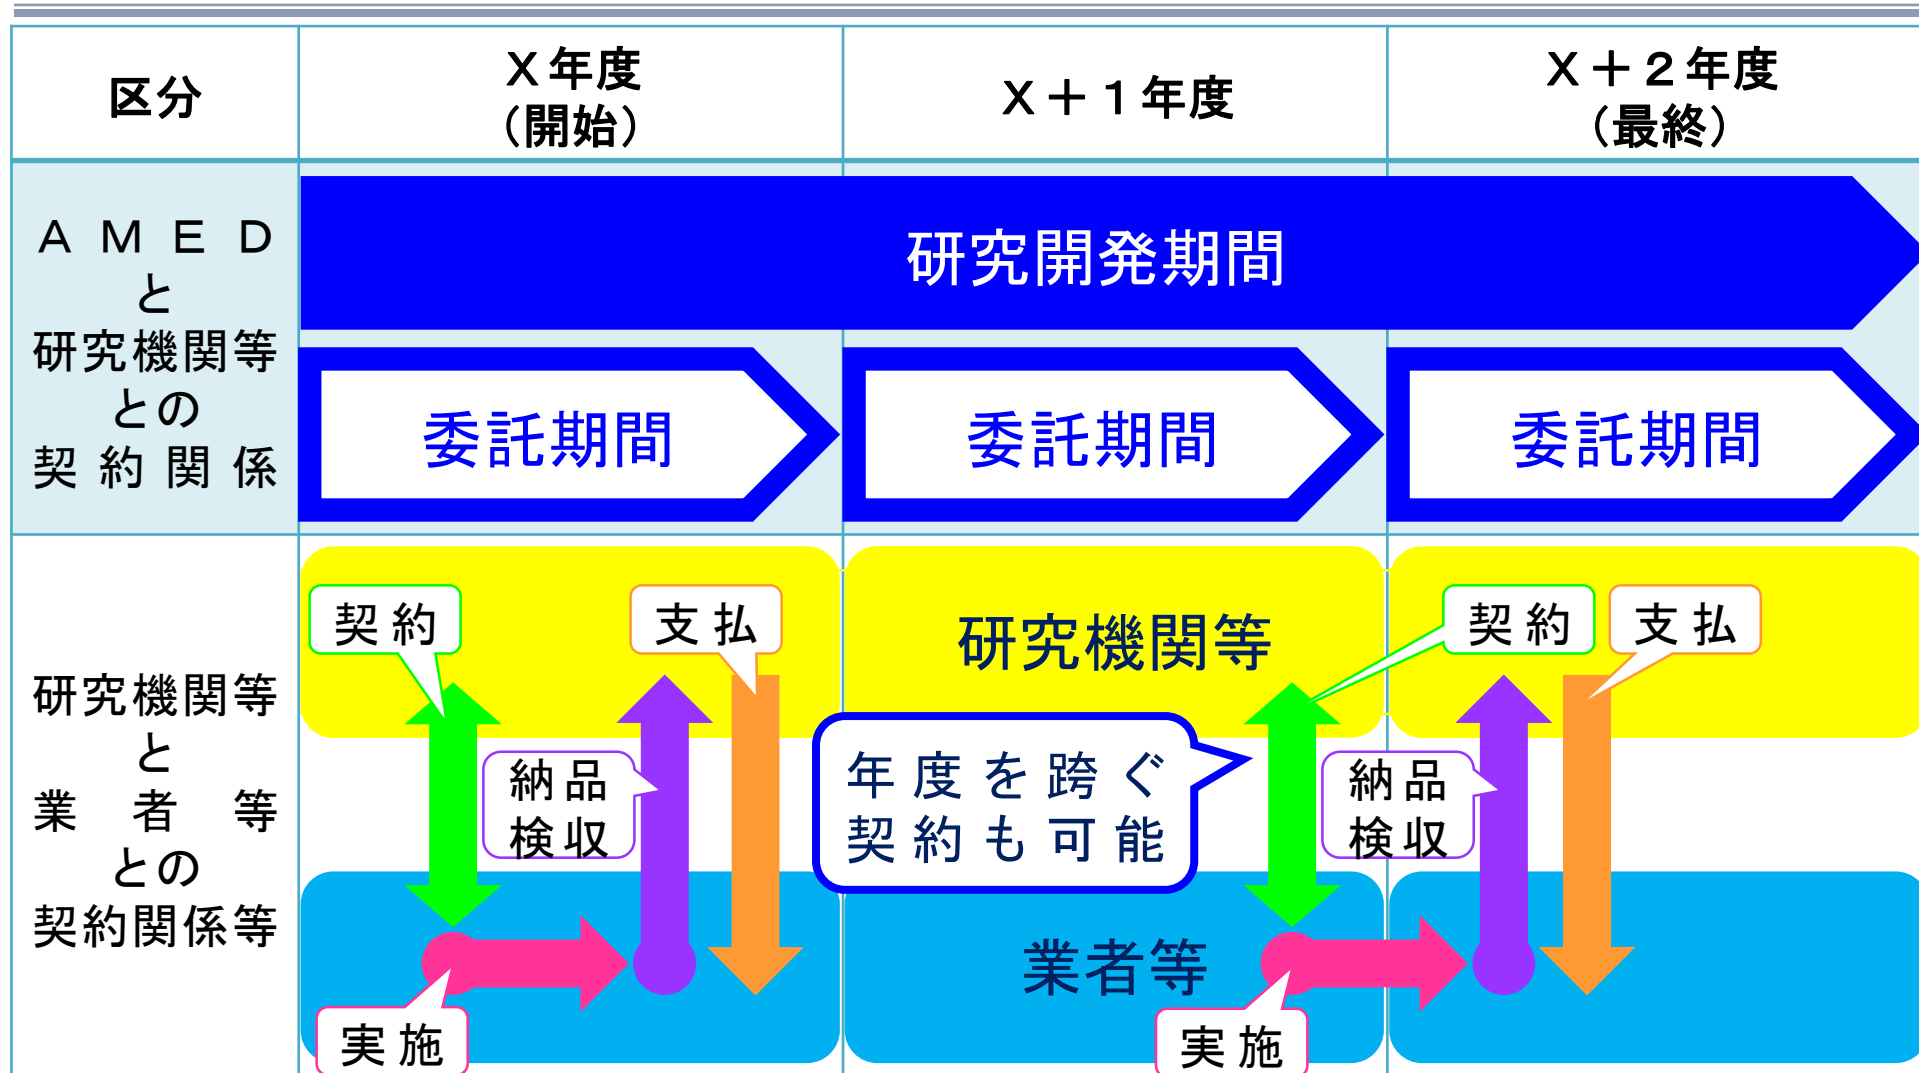 区分
Ｘ年度
（開始）
Ｘ＋１年度
Ｘ＋２年度
（最終）
ＡＭＥＤ
と
研究機関等
との
契約関係
研究開発期間
委託期間
委託期間
委託期間
研究機関等
と
業者等
との
契約関係等
契約
支払
研究機関等
契約
支払
納品
検収
年度を跨ぐ
契約も可能
納品
検収
業者等
実施
実施